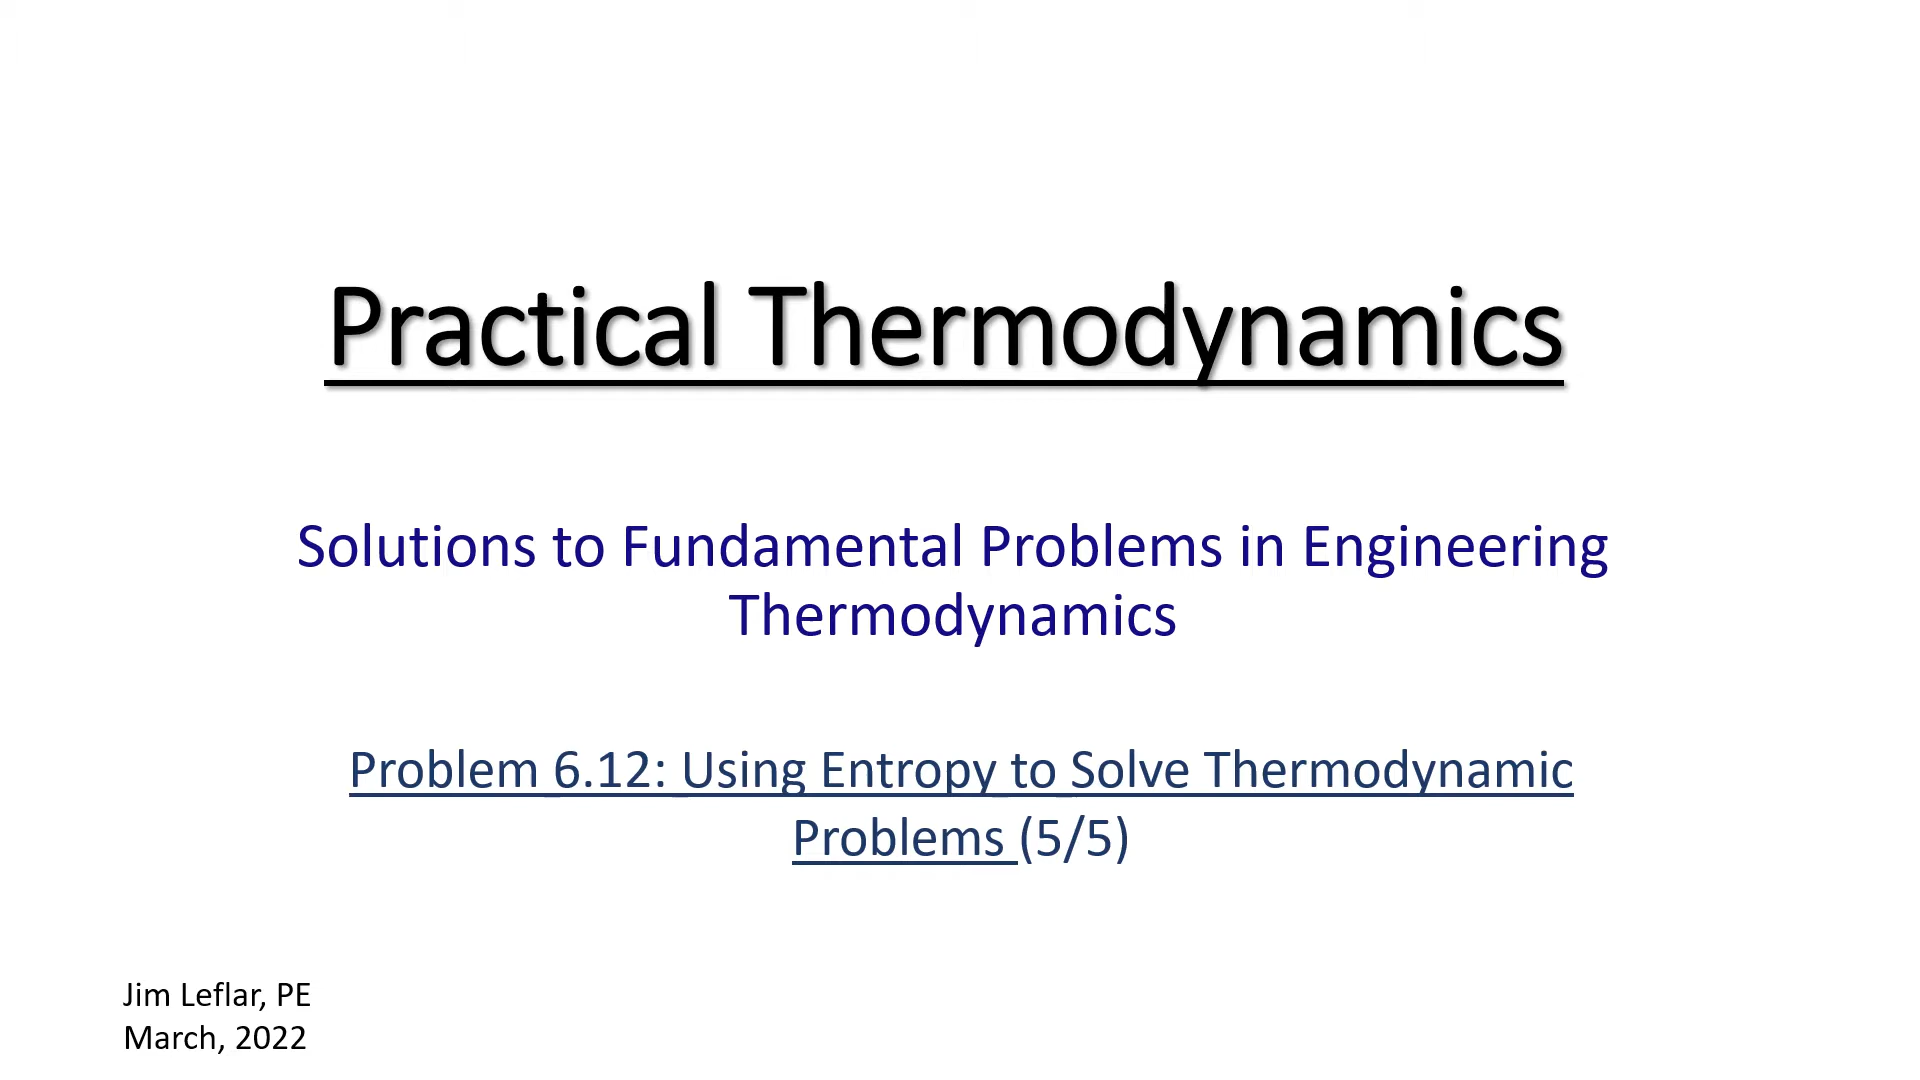 Practical Thermodynamics
Solutions to Fundamental Problems in Engineering
Thermodynamics
Problem 6.12: Using Entropy to Solve Thermodynamic
Problems (5/5)
Jim Leflar, PE
March, 2022